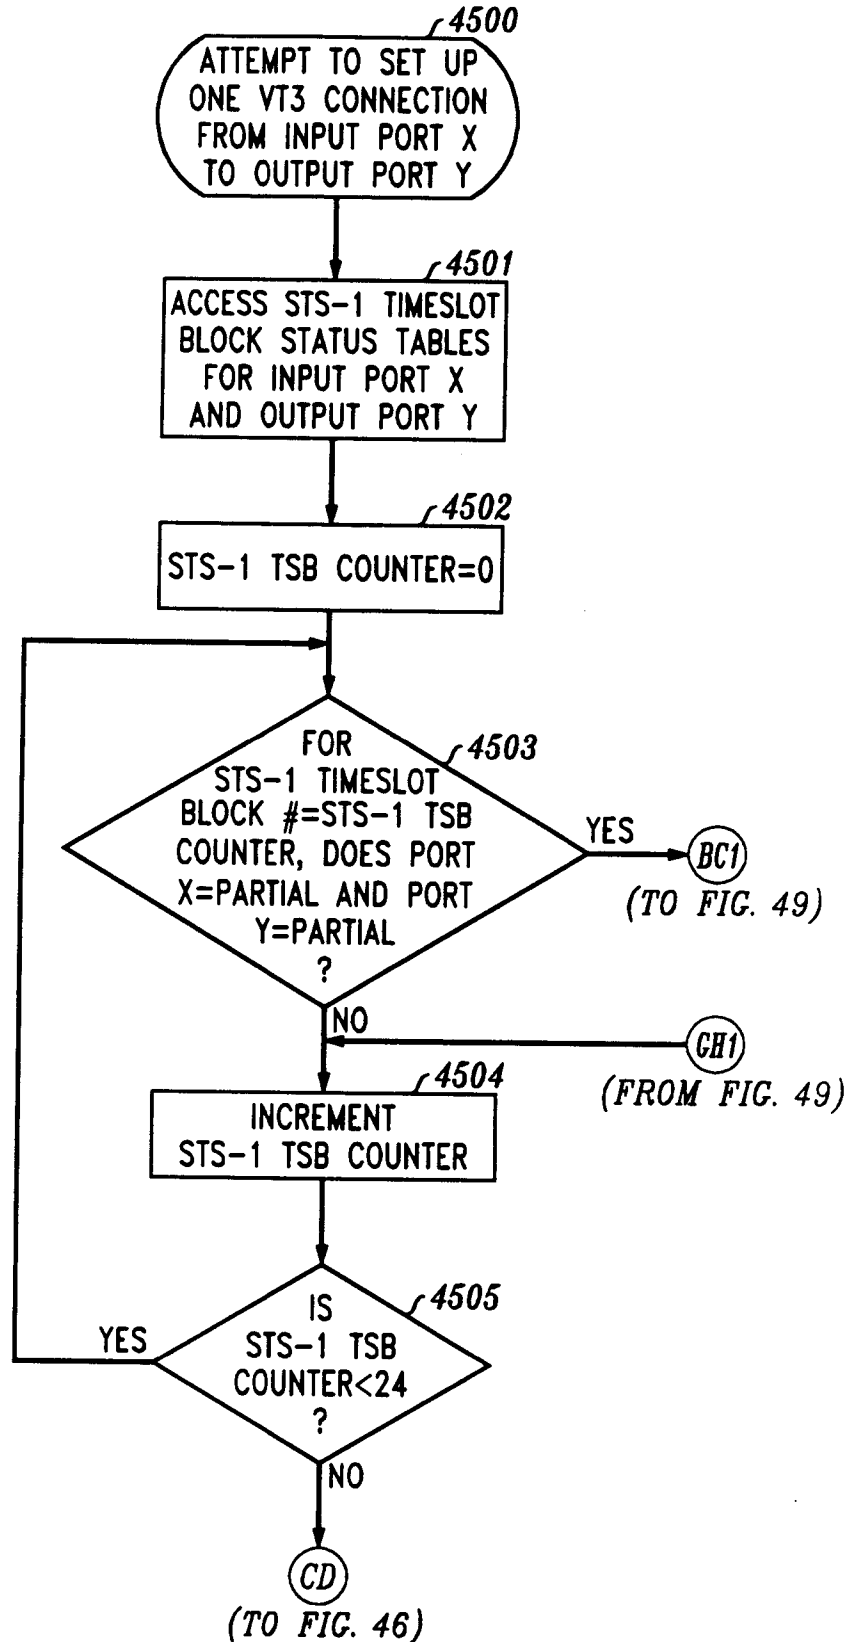 4500
ATTEMPT TO SET UP
ONE VT3 CONNECTION
FROM INPUT PORT X
TO OUTPUT PORT Y
4501
ACCESS STS-1 TIMESLOT
BLOCK STATUS TABLES
FOR INPUT PORT X
AND OUTPUT PORT Y
4502
STS-1 TSB COUNTER=0
4503
FOR
STS-1 TIMESLOT
BLOCK #=STS-1 TSB
COUNTER, DOES PORT
X=PARTIAL AND PORT
Y=PARTIAL
?
YES
BC1
(TO FIG. 49)
NO
GH1
(FROM FIG. 49)
4504
INCREMENT
STS-1 TSB COUNTER
4505
IS
STS-1 TSB
COUNTER<24
?
YES
NO
CD
(TO FIG. 46)